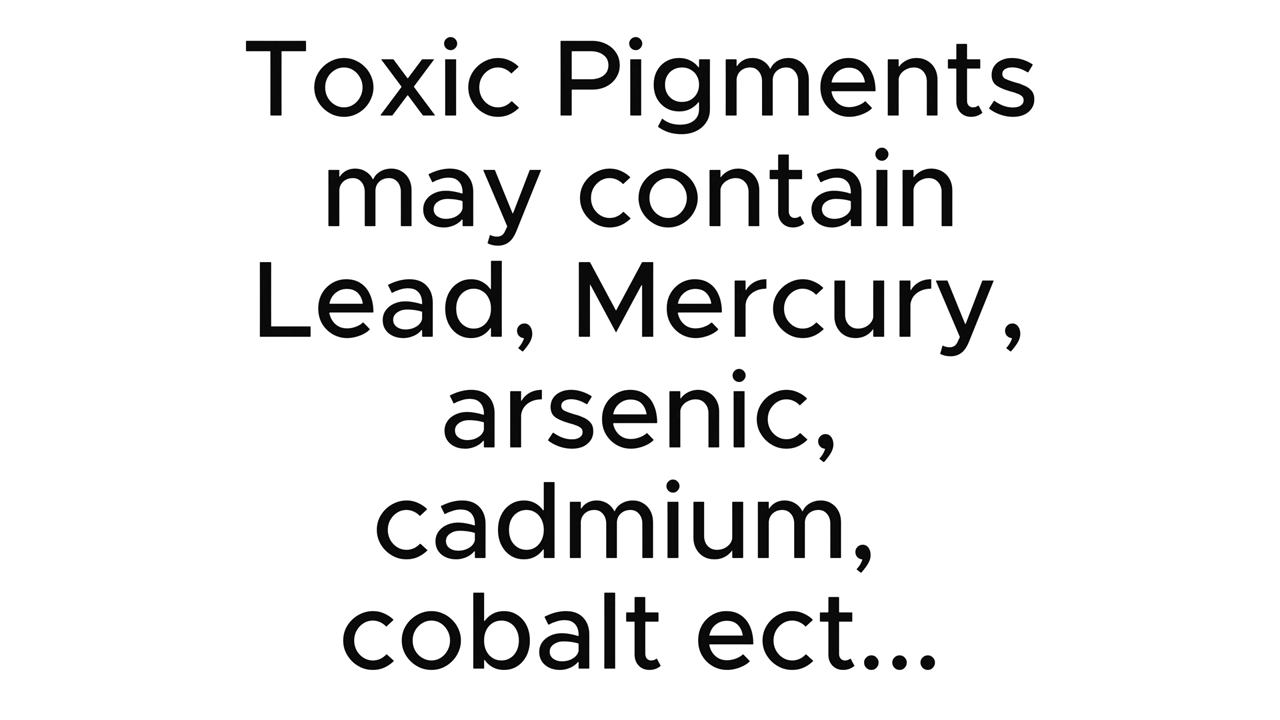 Toxic Pigments
may contain
Lead, Mercury,
arsenic,
cadmium,
cobalt ect...